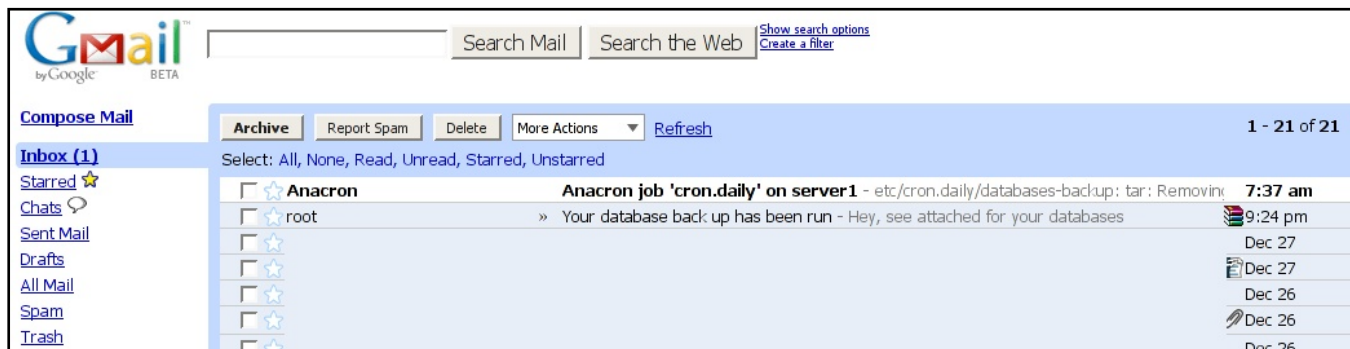 Gmail™
by Google BETA
Search Mail Search the Web Show search options
Create a filter
Compose Mail
Inbox (1)
Starred
Chats
Sent Mail
Drafts
All Mail
Spam
Trash
Archive Report Spam Delete More Actions Refresh 1 - 21 of 21
Select: All, None, Read, Unread, Starred, Unstarred
Anacron Anacron job 'cron.daily' on server1 - etc/cron.daily/databases-backup: tar: Removing 7:37 am
root » Your database back up has been run - Hey, see attached for your databases 9:24 pm
Dec 27
Dec 27
Dec 26
Dec 26
Dec 26